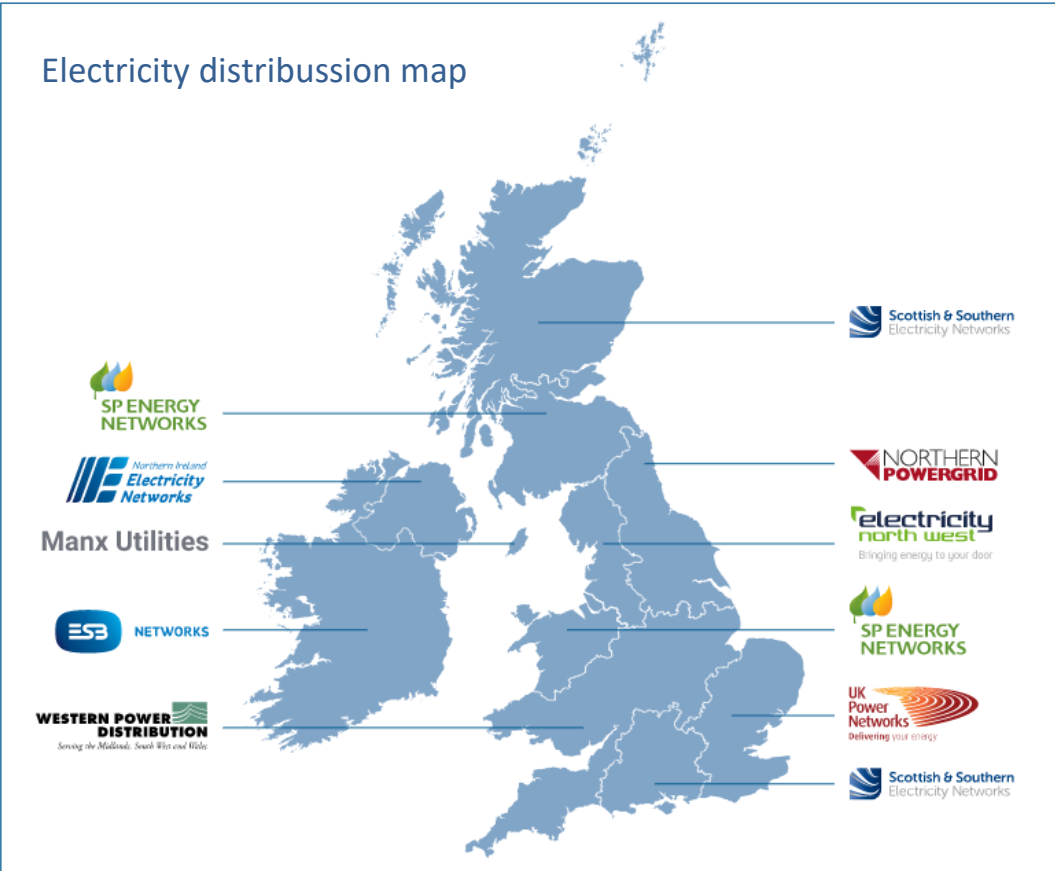 Electricity distribussion map
Scottish & Southern
Electricity Networks
SP ENERGY
NETWORKS
Northern Ireland
Electricity
Networks
NORTHERN
POWERGRID
Manx Utilities
electricity
north west
Bringing energy to your door
ESB NETWORKS
SP ENERGY
NETWORKS
WESTERN POWER
DISTRIBUTION
Serving the Midlands, South West and Wales
UK
Power
Networks
Delivering your energy
Scottish & Southern
Electricity Networks